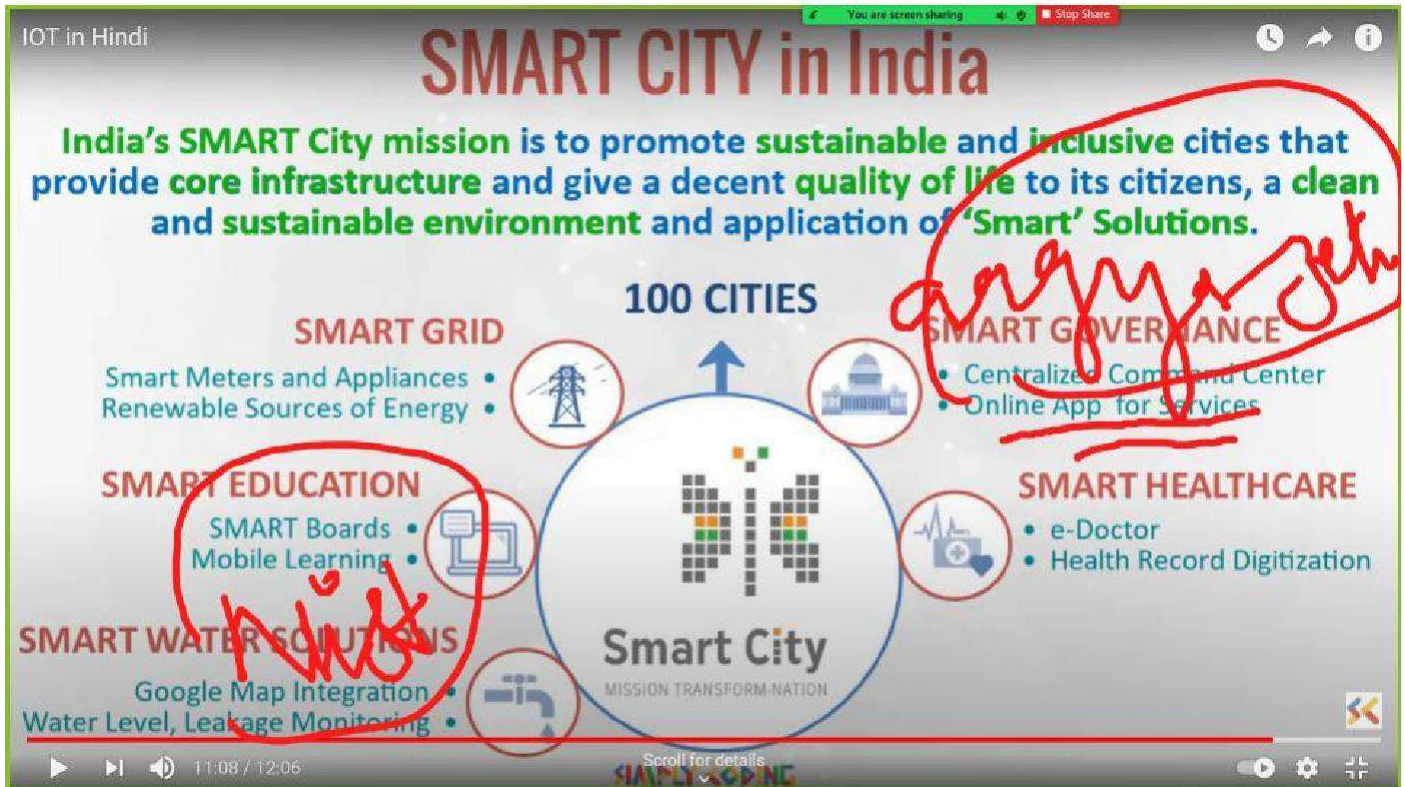 You are screen sharing Stop Share
IOT in Hindi
SMART CITY in India
India's SMART City mission is to promote sustainable and inclusive cities that
provide core infrastructure and give a decent quality of life to its citizens, a clean
and sustainable environment and application of ‘Smart’ Solutions.
100 CITIES
SMART GRID
Smart Meters and Appliances •
Renewable Sources of Energy •
SMART GOVERNANCE
• Centralized Command Center
• Online App for Services
SMART EDUCATION
SMART Boards •
Mobile Learning •
SMART HEALTHCARE
• e-Doctor
• Health Record Digitization
SMART WATER SOLUTIONS
Google Map Integration •
Water Level, Leakage Monitoring •
Smart City
MISSION TRANSFORM-NATION
11:08 / 12:06
Scroll for details
SIMPLY CODING